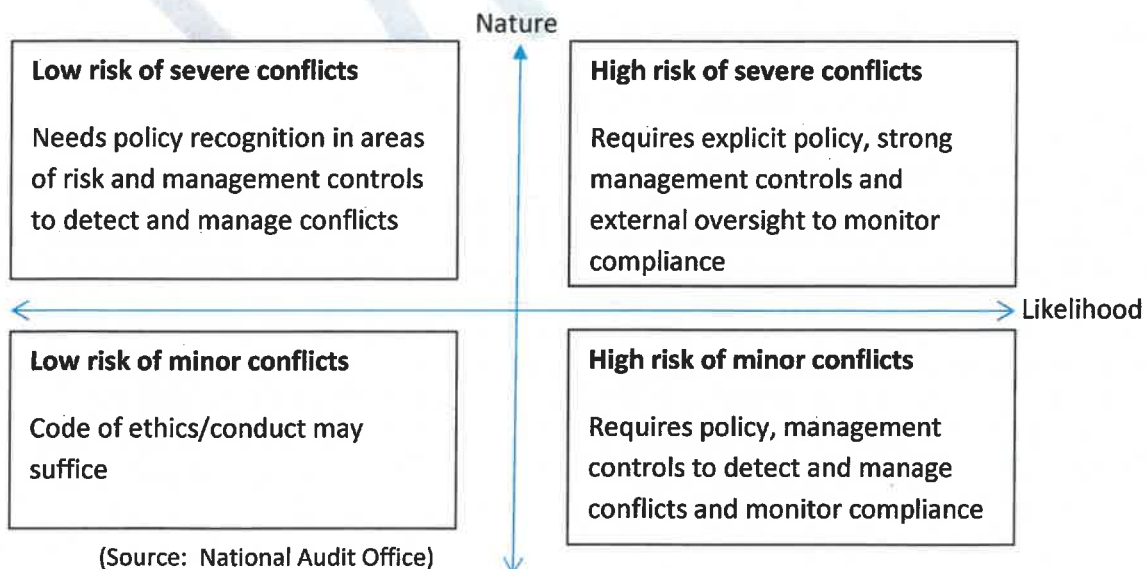 Nature
Low risk of severe conflicts
Needs policy recognition in areas
of risk and management controls
to detect and manage conflicts
High risk of severe conflicts
Requires explicit policy, strong
management controls and
external oversight to monitor
compliance
Likelihood
Low risk of minor conflicts
Code of ethics/conduct may
suffice
High risk of minor conflicts
Requires policy, management
controls to detect and manage
conflicts and monitor compliance
(Source: National Audit Office)